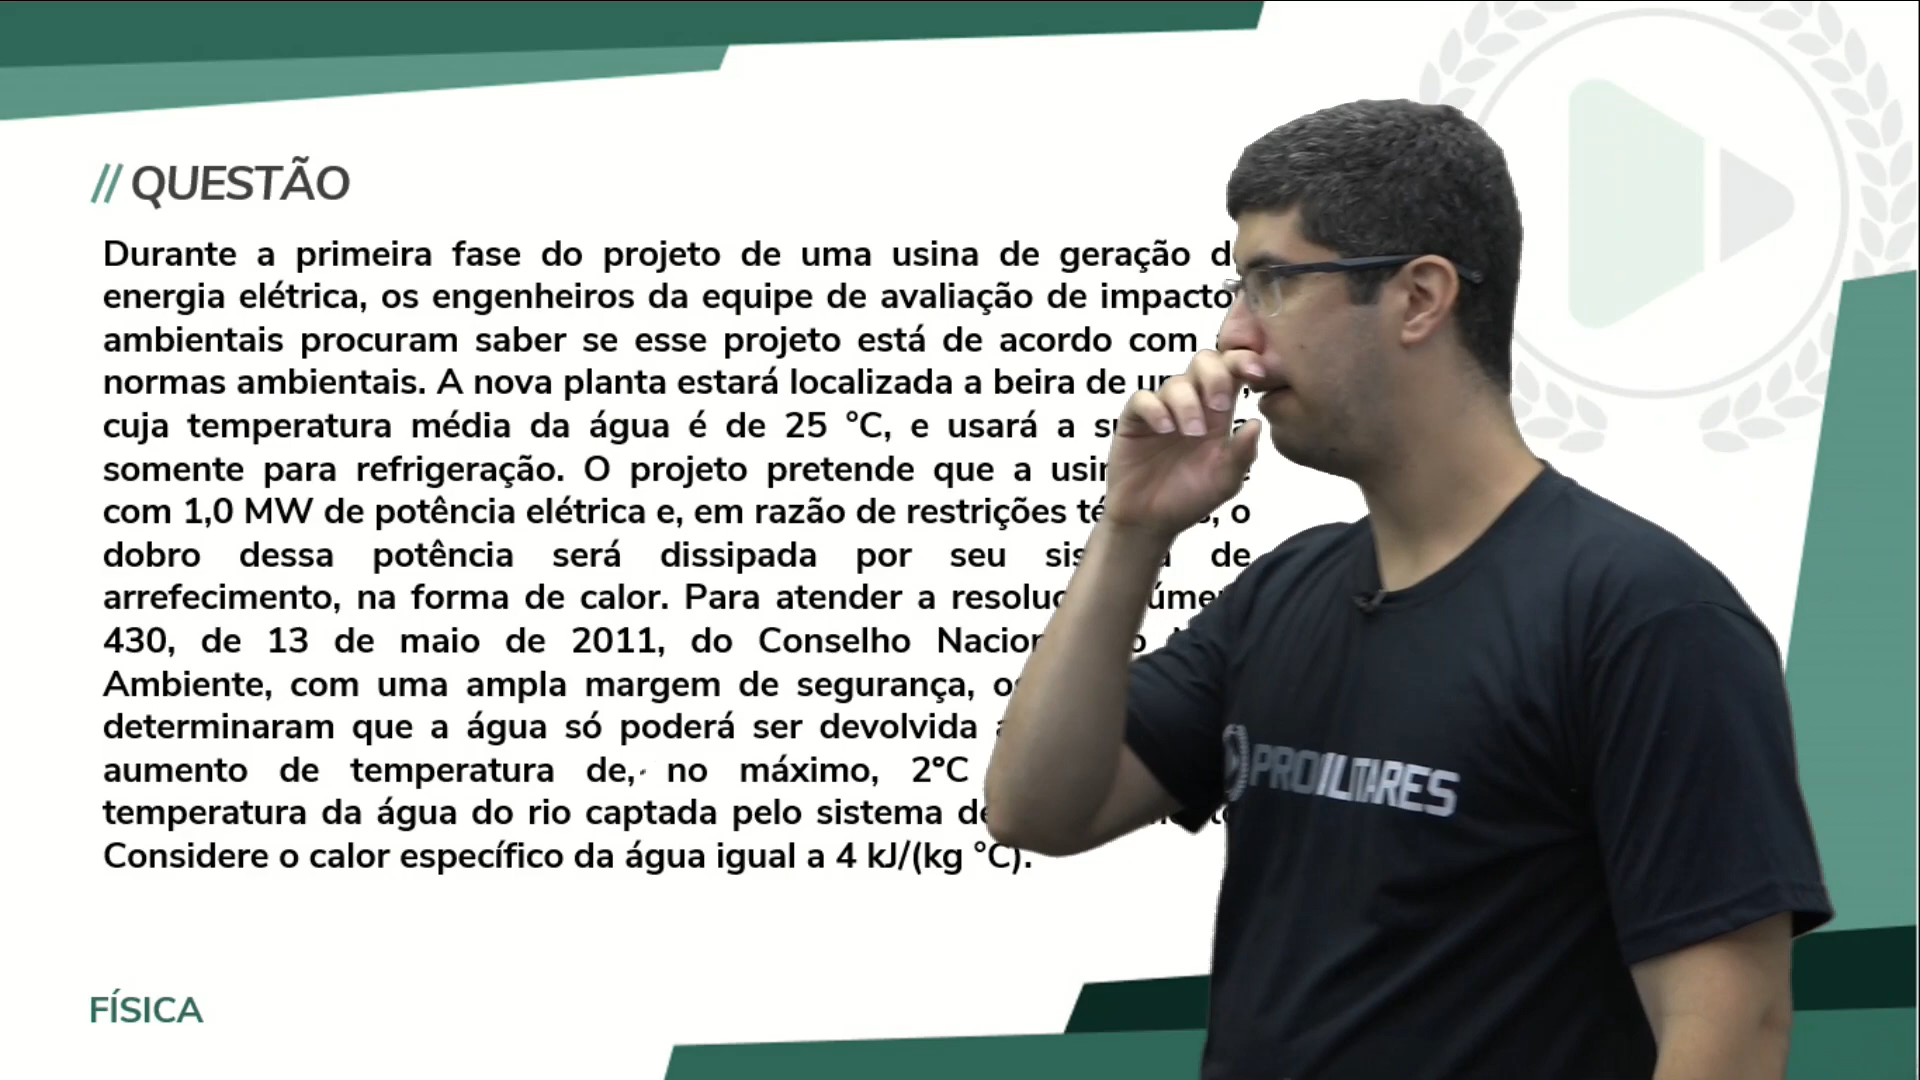 // QUESTÃO
Durante a primeira fase do projeto de uma usina de geração
energia elétrica, os engenheiros da equipe de avaliação de impacto
ambientais procuram saber se esse projeto está de acordo com
normas ambientais. A nova planta estará localizada a beira de
cuja temperatura média da água é de 25 °C, e usará a
somente para refrigeração. O projeto pretende que a
com 1,0 MW de potência elétrica e, em razão de restrições o
dobro dessa potência será dissipada por seu de
arrefecimento, na forma de calor. Para atender a
430, de 13 de maio de 2011, do Conselho
Ambiente, com uma ampla margem de segurança,
determinaram que a água só poderá ser devolvida
aumento de temperatura de, no máximo, 2ºC
temperatura da água do rio captada pelo sistema
Considere o calor específico da água igual a 4 kJ/(kg °C).
PROMILITARES
FÍSICA